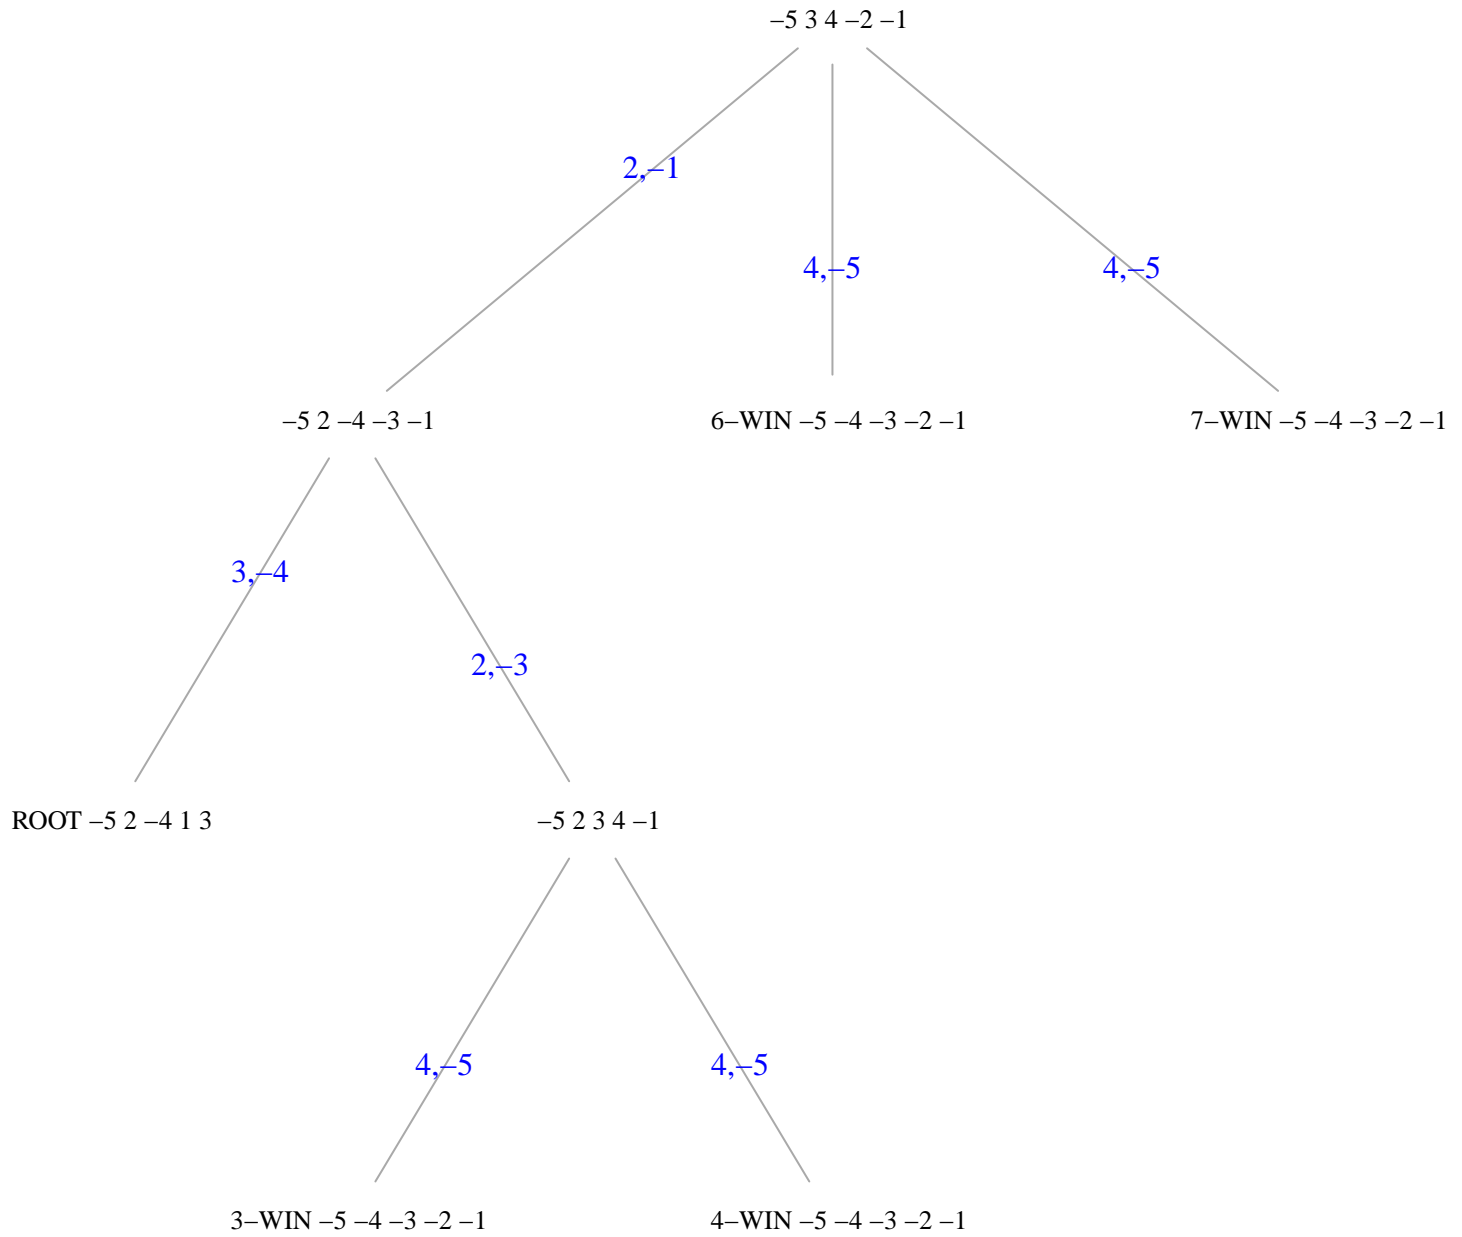 –5 3 4 –2 –1
2,–1
4,–5
4,–5
–5 2 –4 –3 –1
6–WIN –5 –4 –3 –2 –1
7–WIN –5 –4 –3 –2 –1
3,–4
2,–3
ROOT –5 2 –4 1 3
–5 2 3 4 –1
4,–5
4,–5
3–WIN –5 –4 –3 –2 –1
4–WIN –5 –4 –3 –2 –1